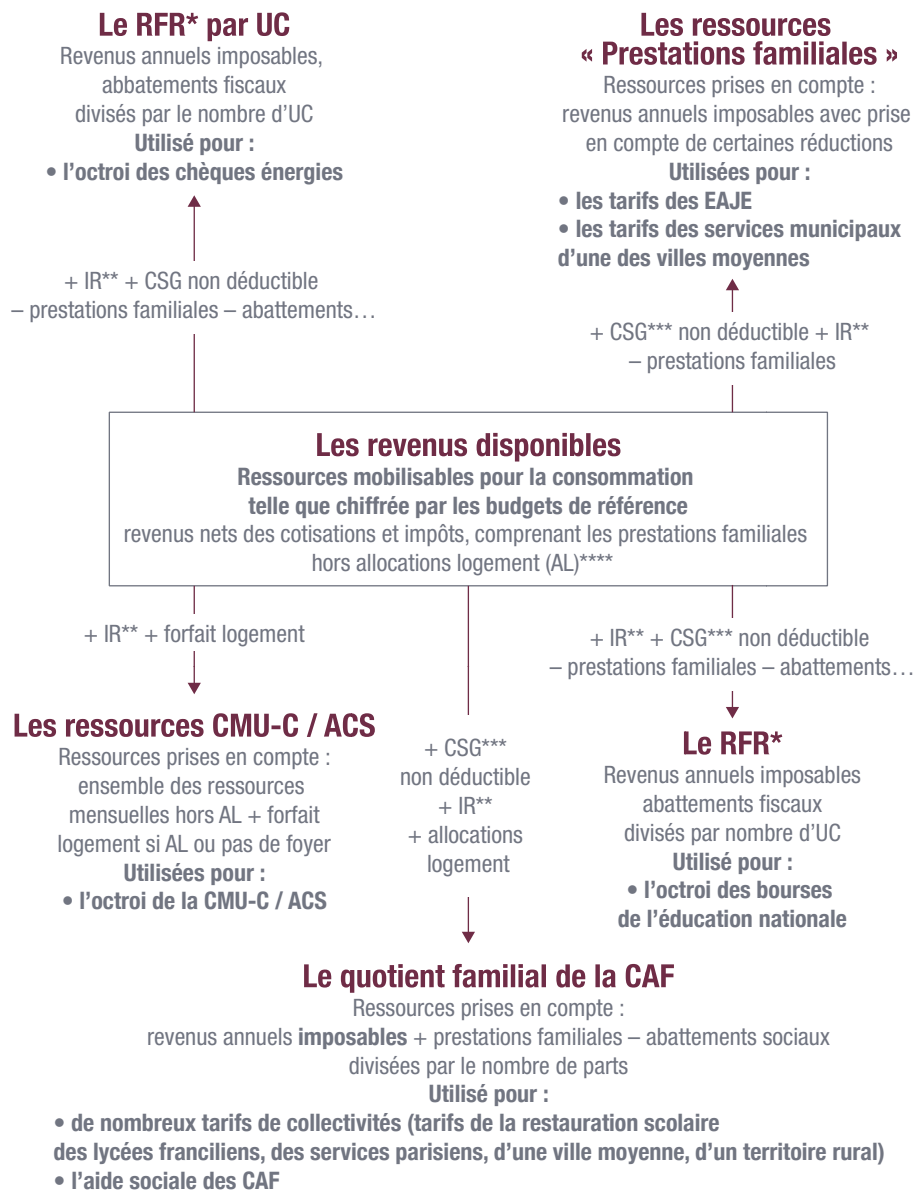 Le RFR* par UC
Revenus annuels imposables,
abbatements fiscaux
divisés par le nombre d'UC
Utilisé pour :
• l'octroi des chèques énergies
Les ressources
« Prestations familiales »
Ressources prises en compte :
revenus annuels imposables avec prise
en compte de certaines réductions
Utilisées pour :
• les tarifs des EAJE
• les tarifs des services municipaux
d'une des villes moyennes
+ IR** + CSG non déductible
– prestations familiales – abattements…
+ CSG*** non déductible + IR**
– prestations familiales
Les revenus disponibles
Ressources mobilisables pour la consommation
telle que chiffrée par les budgets de référence
revenus nets des cotisations et impôts, comprenant les prestations familiales
hors allocations logement (AL)****
+ IR** + forfait logement
+ IR** + CSG*** non déductible
– prestations familiales – abattements…
Les ressources CMU-C / ACS
Ressources prises en compte :
ensemble des ressources
mensuelles hors AL + forfait
logement si AL ou pas de foyer
Utilisées pour :
• l'octroi de la CMU-C / ACS
+ CSG***
non déductible
+ IR**
+ allocations
logement
Le RFR*
Revenus annuels imposables
abattements fiscaux
divisés par nombre d'UC
Utilisé pour :
• l'octroi des bourses
de l'éducation nationale
Le quotient familial de la CAF
Ressources prises en compte :
revenus annuels imposables + prestations familiales – abattements sociaux
divisées par le nombre de parts
Utilisé pour :
• de nombreux tarifs de collectivités (tarifs de la restauration scolaire
des lycées franciliens, des services parisiens, d'une ville moyenne, d'un territoire rural)
• l'aide sociale des CAF